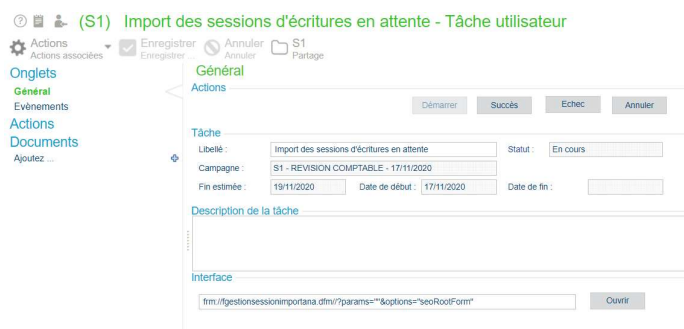 (S1) Import des sessions d'écritures en attente - Tâche utilisateur
Actions
Actions associées
Enregistrer
Enregistrer ...
Annuler
Annuler
S1
Partage
Onglets
Général
Evènements
Actions
Documents
Ajoutez ...
Général
Actions
Démarrer Succès Echec Annuler
Tâche
Libellé : Import des sessions d'écritures en attente Statut : En cours
Campagne : S1 - REVISION COMPTABLE - 17/11/2020
Fin estimée : 19/11/2020 Date de début : 17/11/2020 Date de fin :
Description de la tâche
Interface
frm://fgestionsessionimportana.dfm//?params=""&options="seoRootForm" Ouvrir